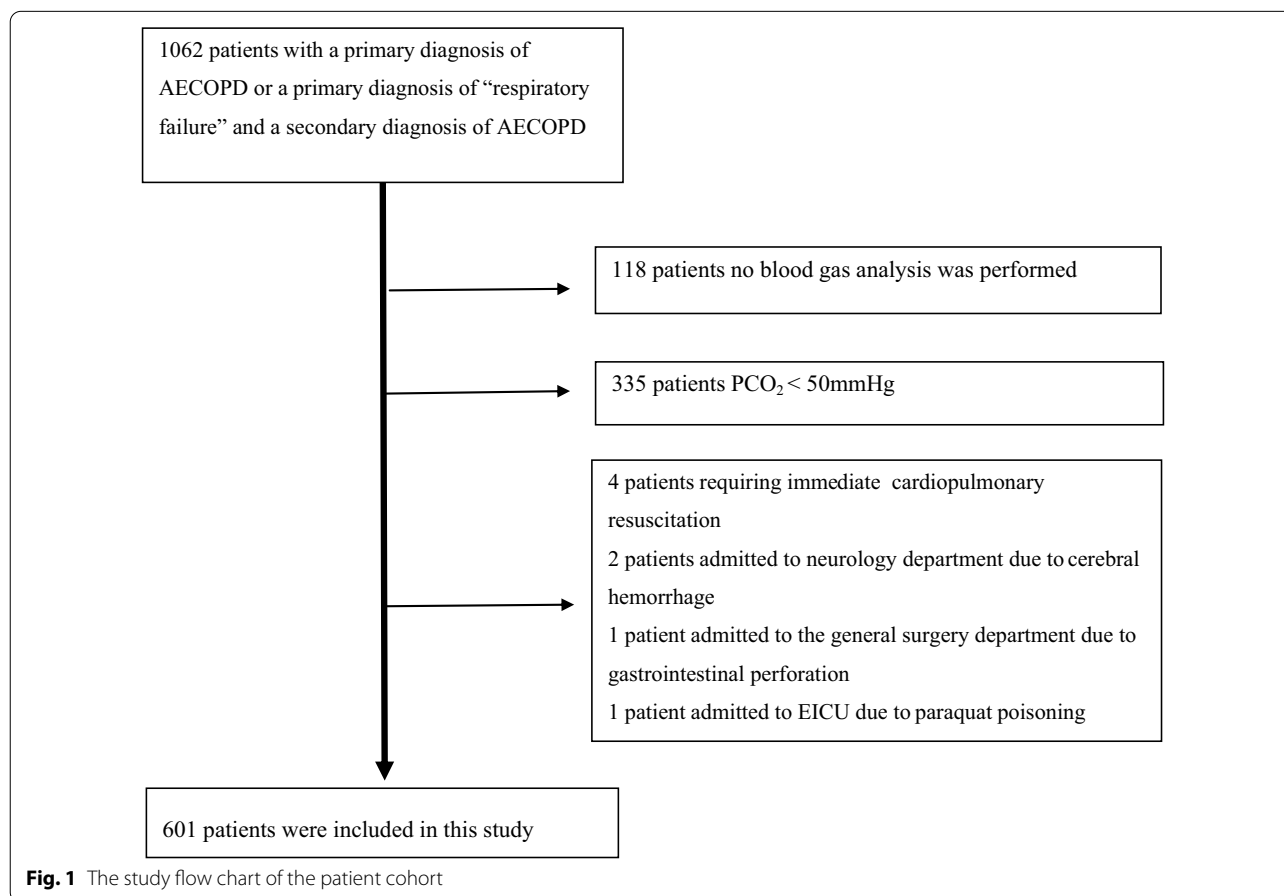 1062 patients with a primary diagnosis of
AECOPD or a primary diagnosis of “respiratory
failure” and a secondary diagnosis of AECOPD
118 patients no blood gas analysis was performed
335 patients PCO₂ < 50mmHg
4 patients requiring immediate cardiopulmonary
resuscitation
2 patients admitted to neurology department due to cerebral
hemorrhage
1 patient admitted to the general surgery department due to
gastrointestinal perforation
1 patient admitted to EICU due to paraquat poisoning
601 patients were included in this study
Fig. 1 The study flow chart of the patient cohort